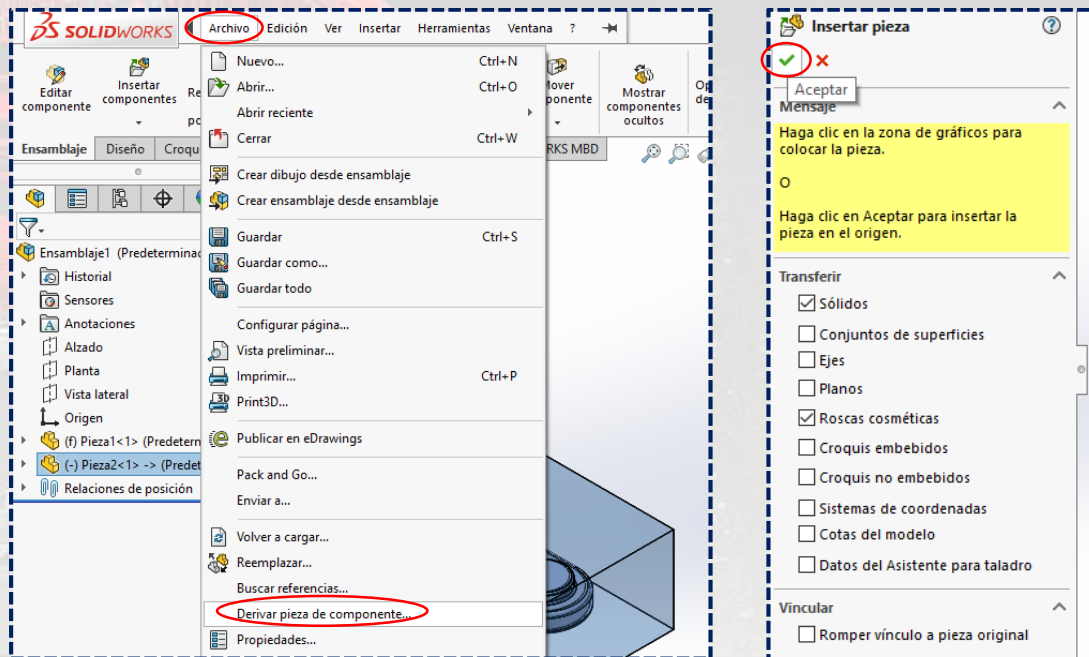 SOLIDWORKS
Archivo Edición Ver Insertar Herramientas Ventana ?
Editar componente
Insertar componentes
Mostrar componentes ocultos
Ensamblaje Diseño
Ensamblaje1
Historial
Sensores
Anotaciones
Alzado
Planta
Vista lateral
Origen
(f) Pieza1<1>
(-) Pieza2<1> ->
Relaciones de posición
Nuevo... Ctrl+N
Abrir... Ctrl+O
Abrir reciente
Cerrar Ctrl+W
Crear dibujo desde ensamblaje
Crear ensamblaje desde ensamblaje
Guardar Ctrl+S
Guardar como...
Guardar todo
Configurar página...
Vista preliminar...
Imprimir... Ctrl+P
Print3D...
Publicar en eDrawings
Pack and Go...
Enviar a...
Volver a cargar...
Reemplazar...
Buscar referencias...
Derivar pieza de componente...
Propiedades...
RKS MBD
Insertar pieza
Aceptar
Mensaje
Haga clic en la zona de gráficos para
colocar la pieza.
O
Haga clic en Aceptar para insertar la
pieza en el origen.
Transferir
Sólidos
Conjuntos de superficies
Ejes
Planos
Roscas cosméticas
Croquis embebidos
Croquis no embebidos
Sistemas de coordenadas
Cotas del modelo
Datos del Asistente para taladro
Vincular
Romper vínculo a pieza original